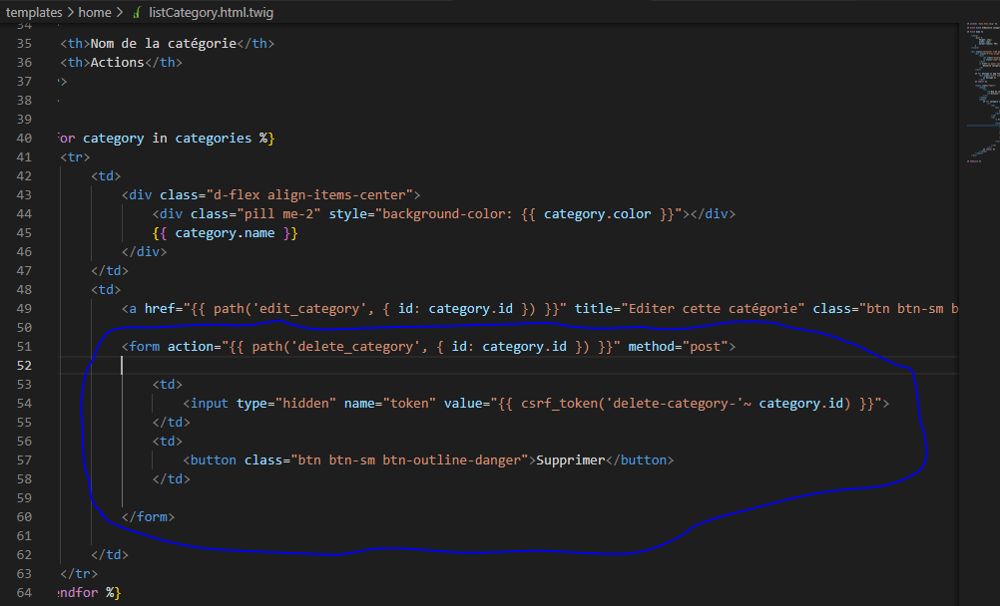 templates > home > listCategory.html.twig
34
35 <th>Nom de la catégorie</th>
36 <th>Actions</th>
37 >
38
39
40 or category in categories %}
41 <tr>
42 <td>
43 <div class="d-flex align-items-center">
44 <div class="pill me-2" style="background-color: {{ category.color }}"></div>
45 {{ category.name }}
46 </div>
47 </td>
48 <td>
49 <a href="{{ path('edit_category', { id: category.id }) }}" title="Editer cette catégorie" class="btn btn-sm b
50
51 <form action="{{ path('delete_category', { id: category.id }) }}" method="post">
52
53 <td>
54 <input type="hidden" name="token" value="{{ csrf_token('delete-category-'~ category.id) }}">
55 </td>
56 <td>
57 <button class="btn btn-sm btn-outline-danger">Supprimer</button>
58 </td>
59
60 </form>
61
62 </td>
63 </tr>
64 endfor %}